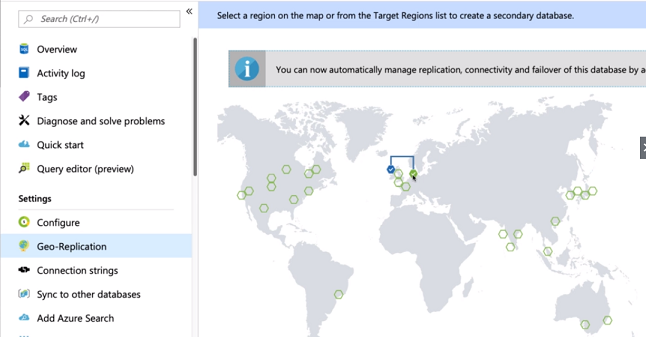 Search (Ctrl+/)
«
Overview
Activity log
Tags
Diagnose and solve problems
Quick start
Query editor (preview)
Settings
Configure
Geo-Replication
Connection strings
Sync to other databases
Add Azure Search
Select a region on the map or from the Target Regions list to create a secondary database.
You can now automatically manage replication, connectivity and failover of this database by a